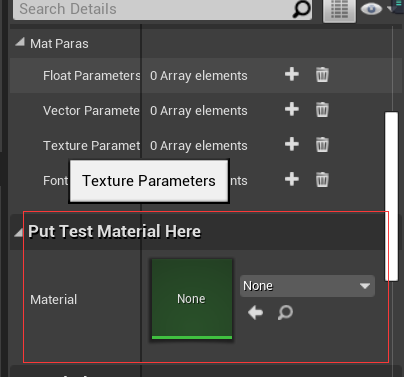 Search Details
Mat Paras
Float Parameters 0 Array elements
Vector Paramete 0 Array elements
Texture Paramet 0 Array elements
Font nts
Texture Parameters
Put Test Material Here
Material
None
None